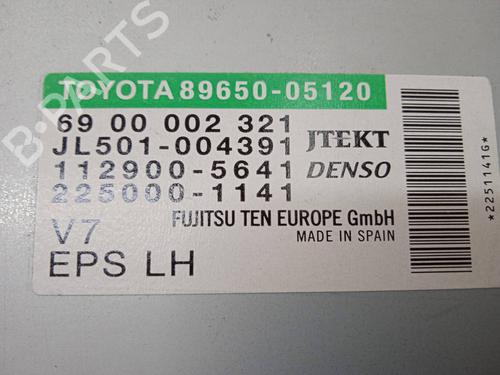 TOYOTA 89650-05120
69 00 002 321
JL501-004391 JTEKT
112900-5641 DENSO
225000-1141
FUJITSU TEN EUROPE GmbH
V7 MADE IN SPAIN
EPS LH
*2251141G*
B-PARTS